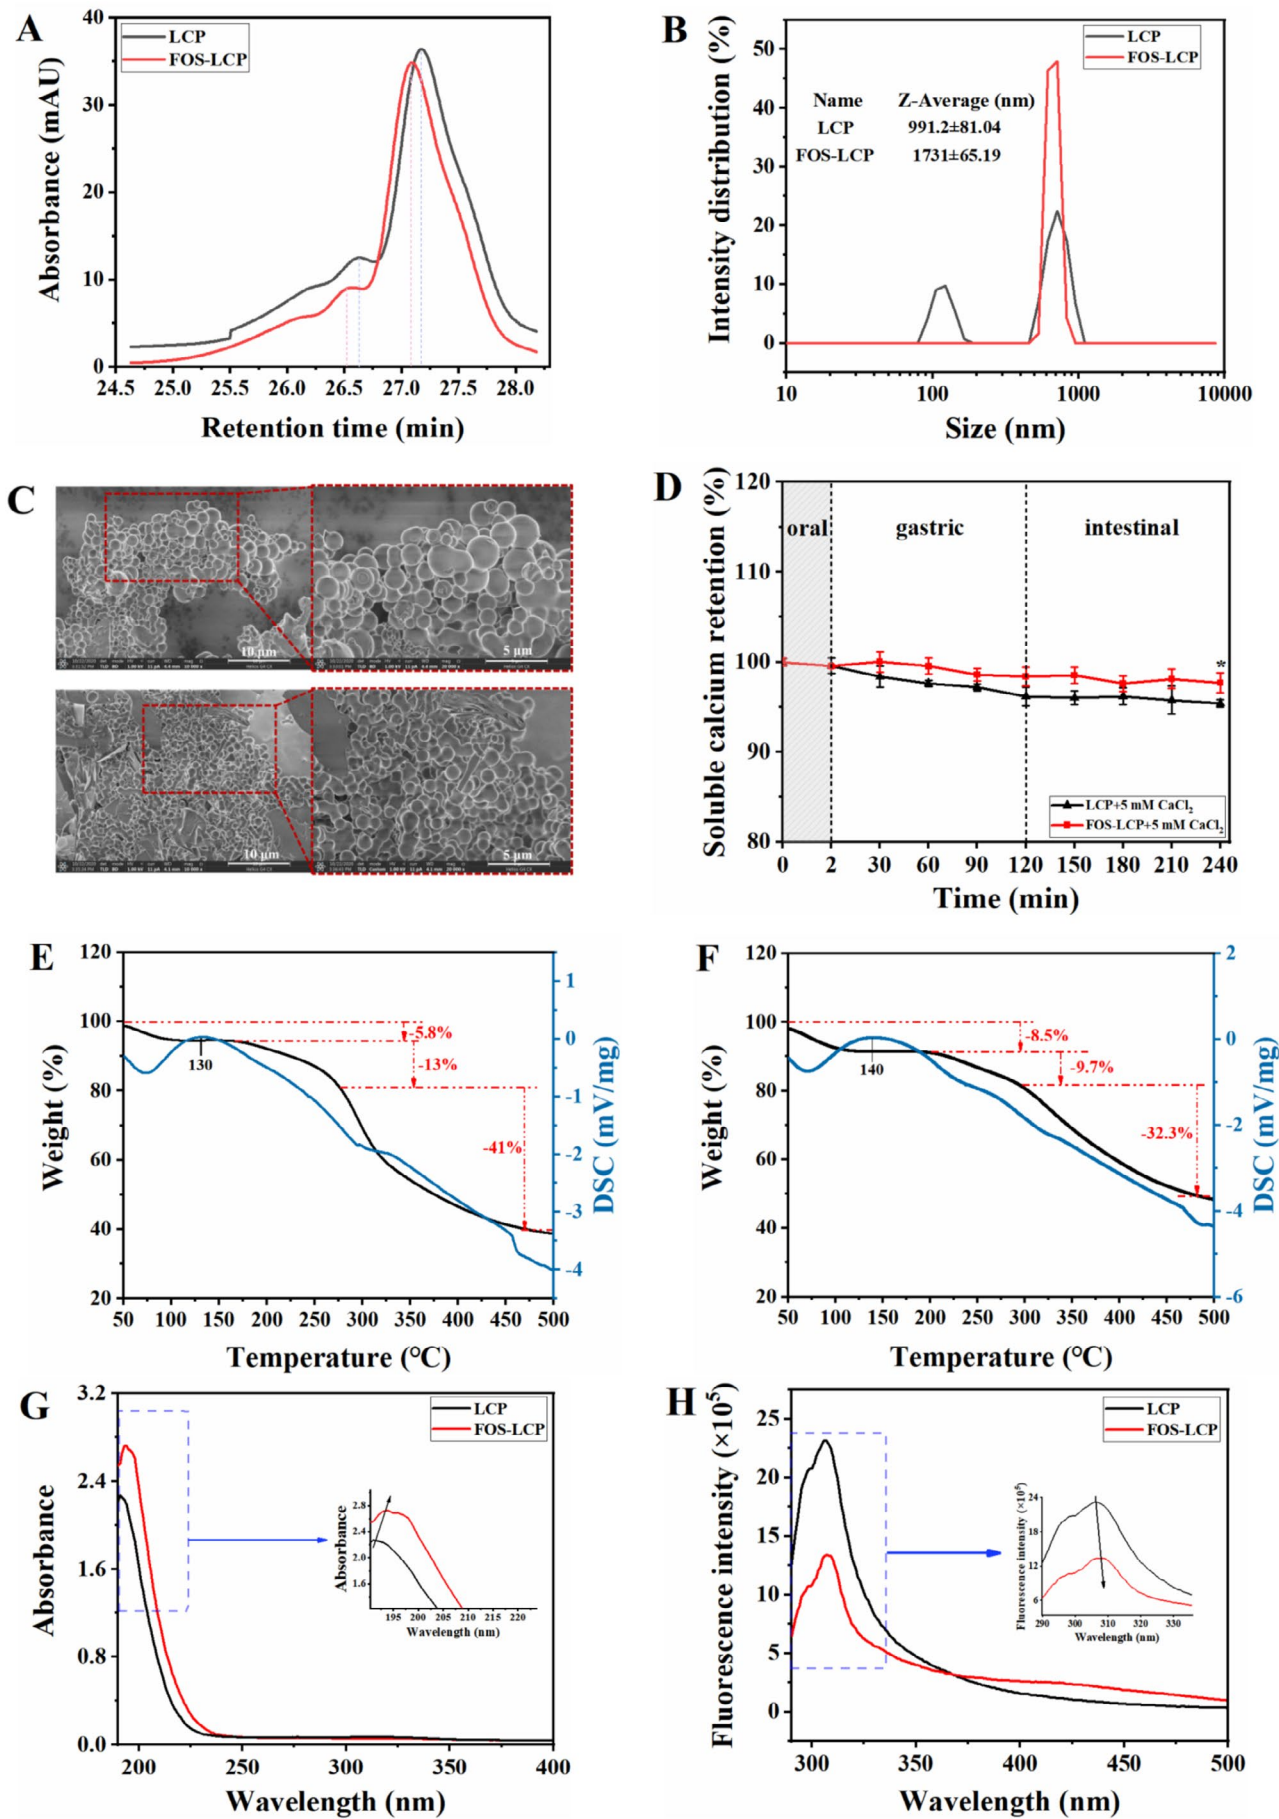 A
LCP
FOS-LCP
Absorbance (mAU)
40
30
20
10
0
24.5 25.0 25.5 26.0 26.5 27.0 27.5 28.0
Retention time (min)
B
LCP
FOS-LCP
Intensity distribution (%)
50
40
50
30
20
10
0
Name Z-Average (nm)
LCP 991.2±81.04
FOS-LCP 1731±65.19
10 100 1000 10000
Size (nm)
C
10 μm
5 μm
10 μm
5 μm
D
Soluble calcium retention (%)
120
110
100
90
80
oral gastric intestinal
*
LCP+5 mM CaCl₂
FOS-LCP+5 mM CaCl₂
0 2 30 60 90 120 150 180 210 240
Time (min)
E
Weight (%)
120
100
80
60
40
20
-5.8%
-13%
-41%
130
1
0
-1
-2
-3
-4
DSC (mV/mg)
50 100 150 200 250 300 350 400 450 500
Temperature (°C)
F
Weight (%)
120
100
80
60
40
20
-8.5%
-9.7%
-32.3%
140
2
0
-2
-4
-6
DSC (mV/mg)
50 100 150 200 250 300 350 400 450 500
Temperature (°C)
G
LCP
FOS-LCP
Absorbance
3.2
2.4
1.6
0.8
0.0
Absorbance
2.8
2.4
2.0
1.6
195 200 205 210 215 220
Wavelength (nm)
200 250 300 350 400
Wavelength (nm)
H
LCP
FOS-LCP
Fluorescence intensity (×10⁵)
25
20
15
10
5
0
Fluorescence intensity (×10⁵)
24
18
12
6
290 300 310 320 330
Wavelength (nm)
300 350 400 450 500
Wavelength (nm)